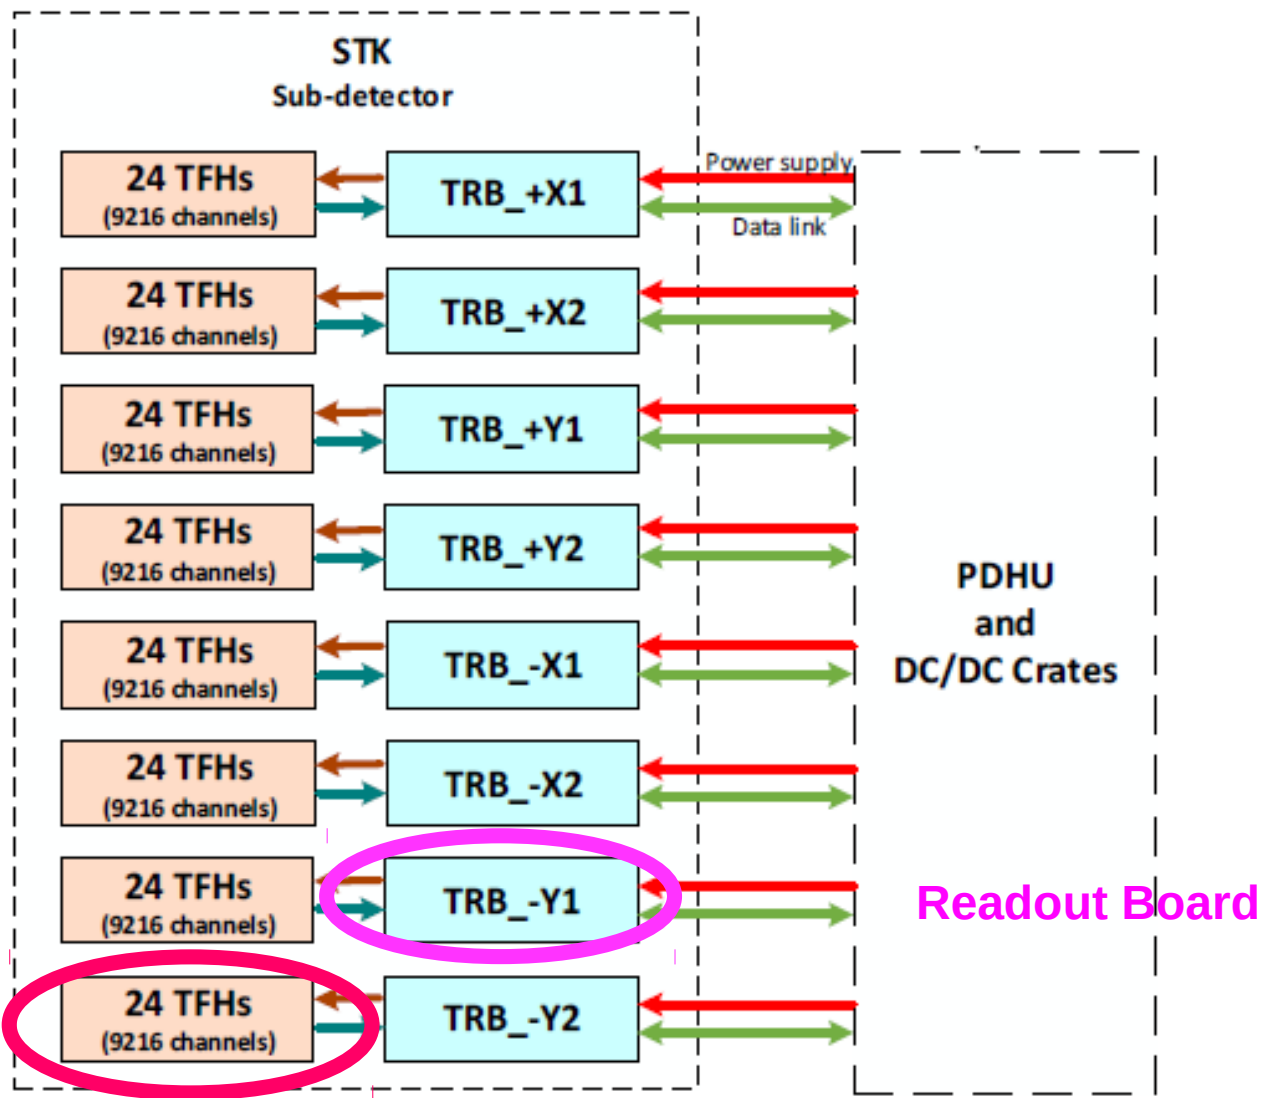 STK
Sub-detector
24 TFHs
(9216 channels)
TRB_+X1
Power supply
Data link
24 TFHs
(9216 channels)
TRB_+X2
24 TFHs
(9216 channels)
TRB_+Y1
24 TFHs
(9216 channels)
TRB_+Y2
24 TFHs
(9216 channels)
TRB_-X1
24 TFHs
(9216 channels)
TRB_-X2
24 TFHs
(9216 channels)
TRB_-Y1
24 TFHs
(9216 channels)
TRB_-Y2
PDHU
and
DC/DC Crates
Readout Board